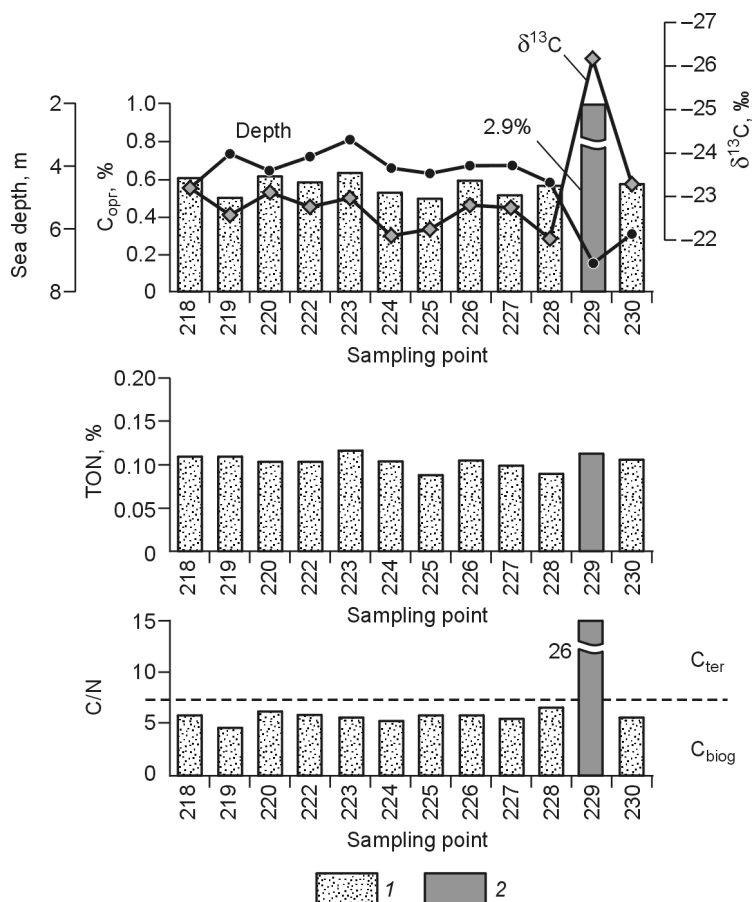 δ¹³C
–27
–26
–25
–24
–23
–22
δ¹³C, ‰
2
4
6
8
Sea depth, m
1.0
0.8
0.6
0.4
0.2
0
Copr, %
Depth
2.9%
218 219 220 222 223 224 225 226 227 228 229 230
Sampling point
0.20
0.15
0.10
0.05
0
TON, %
218 219 220 222 223 224 225 226 227 228 229 230
Sampling point
15
10
5
0
C/N
26
Cter
Cbiog
218 219 220 222 223 224 225 226 227 228 229 230
Sampling point
1 2